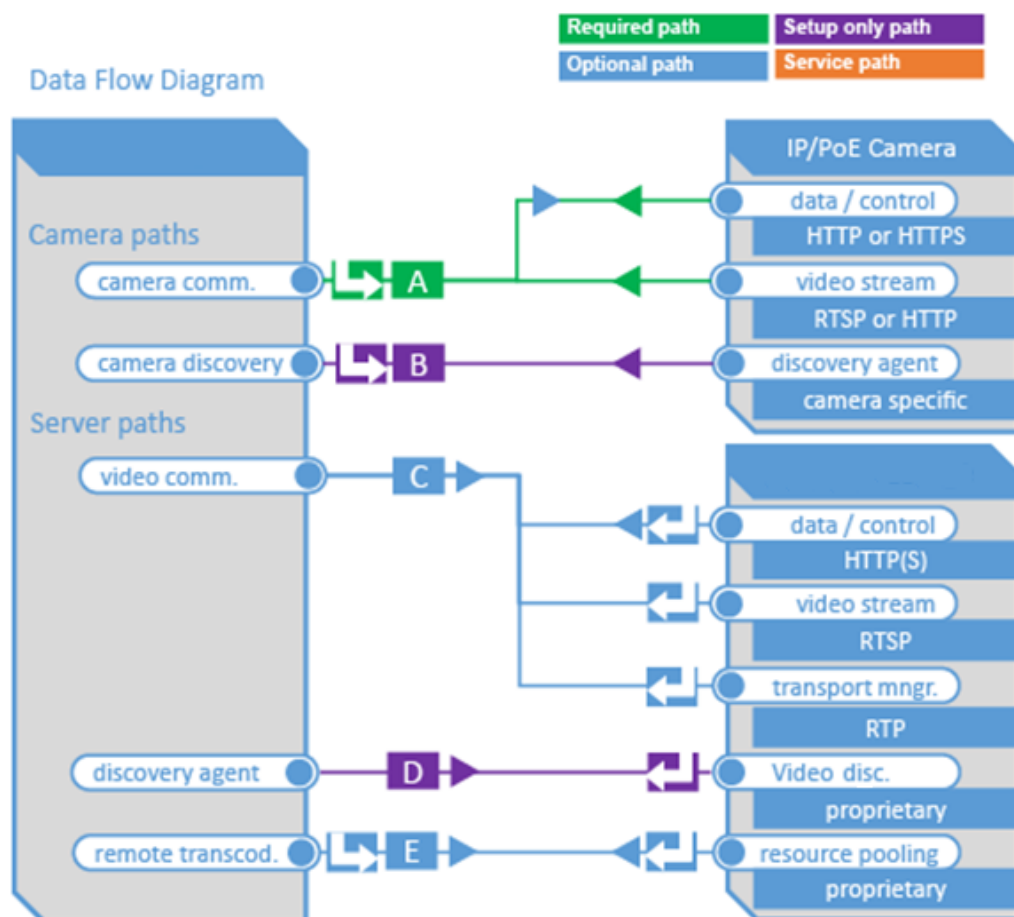 Required path
Setup only path
Optional path
Service path
Data Flow Diagram
IP/PoE Camera
data / control
HTTP or HTTPS
Camera paths
camera comm.
A
video stream
RTSP or HTTP
camera discovery
B
discovery agent
camera specific
Server paths
video comm.
C
data / control
HTTP(S)
video stream
RTSP
transport mngr.
RTP
discovery agent
D
Video disc.
proprietary
remote transcod.
E
resource pooling
proprietary